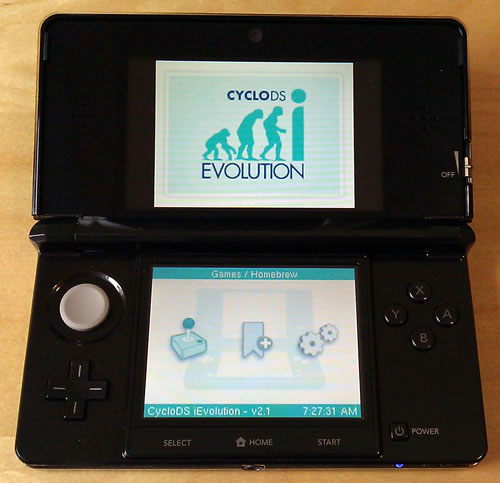 CYCLODS i
EVOLUTION
OFF
Games / Homebrew
X
Y A
B
CycloDS iEvolution - v2.1 7:27:31 AM
SELECT HOME START
POWER